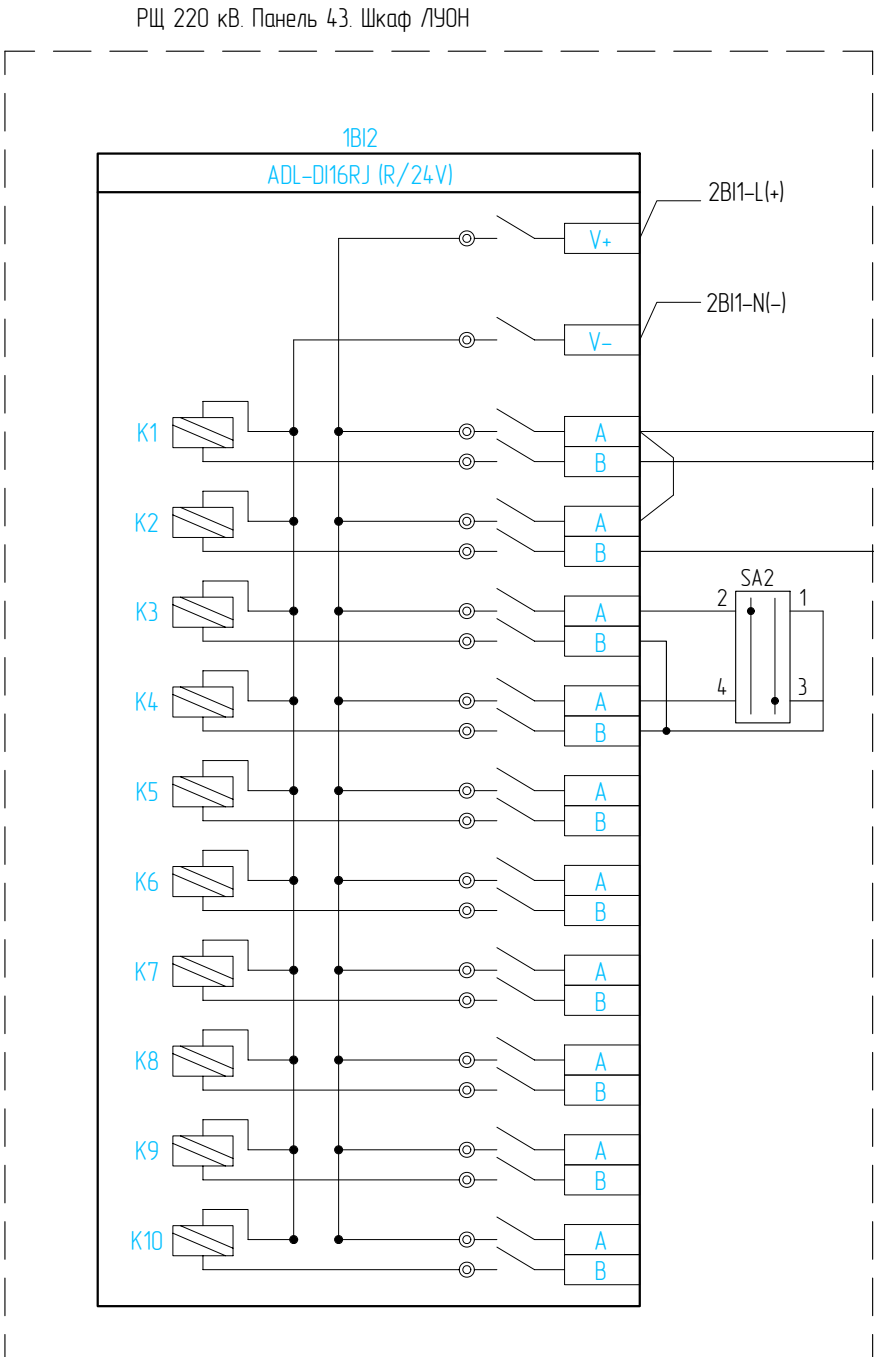 РЩ 220 кВ. Панель 43. Шкаф ЛУОН
1BI2
ADL-DI16RJ (R/24V)
2BI1-L(+)
V+
2BI1-N(-)
V-
K1
A
B
K2
A
B
SA2
2
1
K3
A
B
4
3
K4
A
B
K5
A
B
K6
A
B
K7
A
B
K8
A
B
K9
A
B
K10
A
B